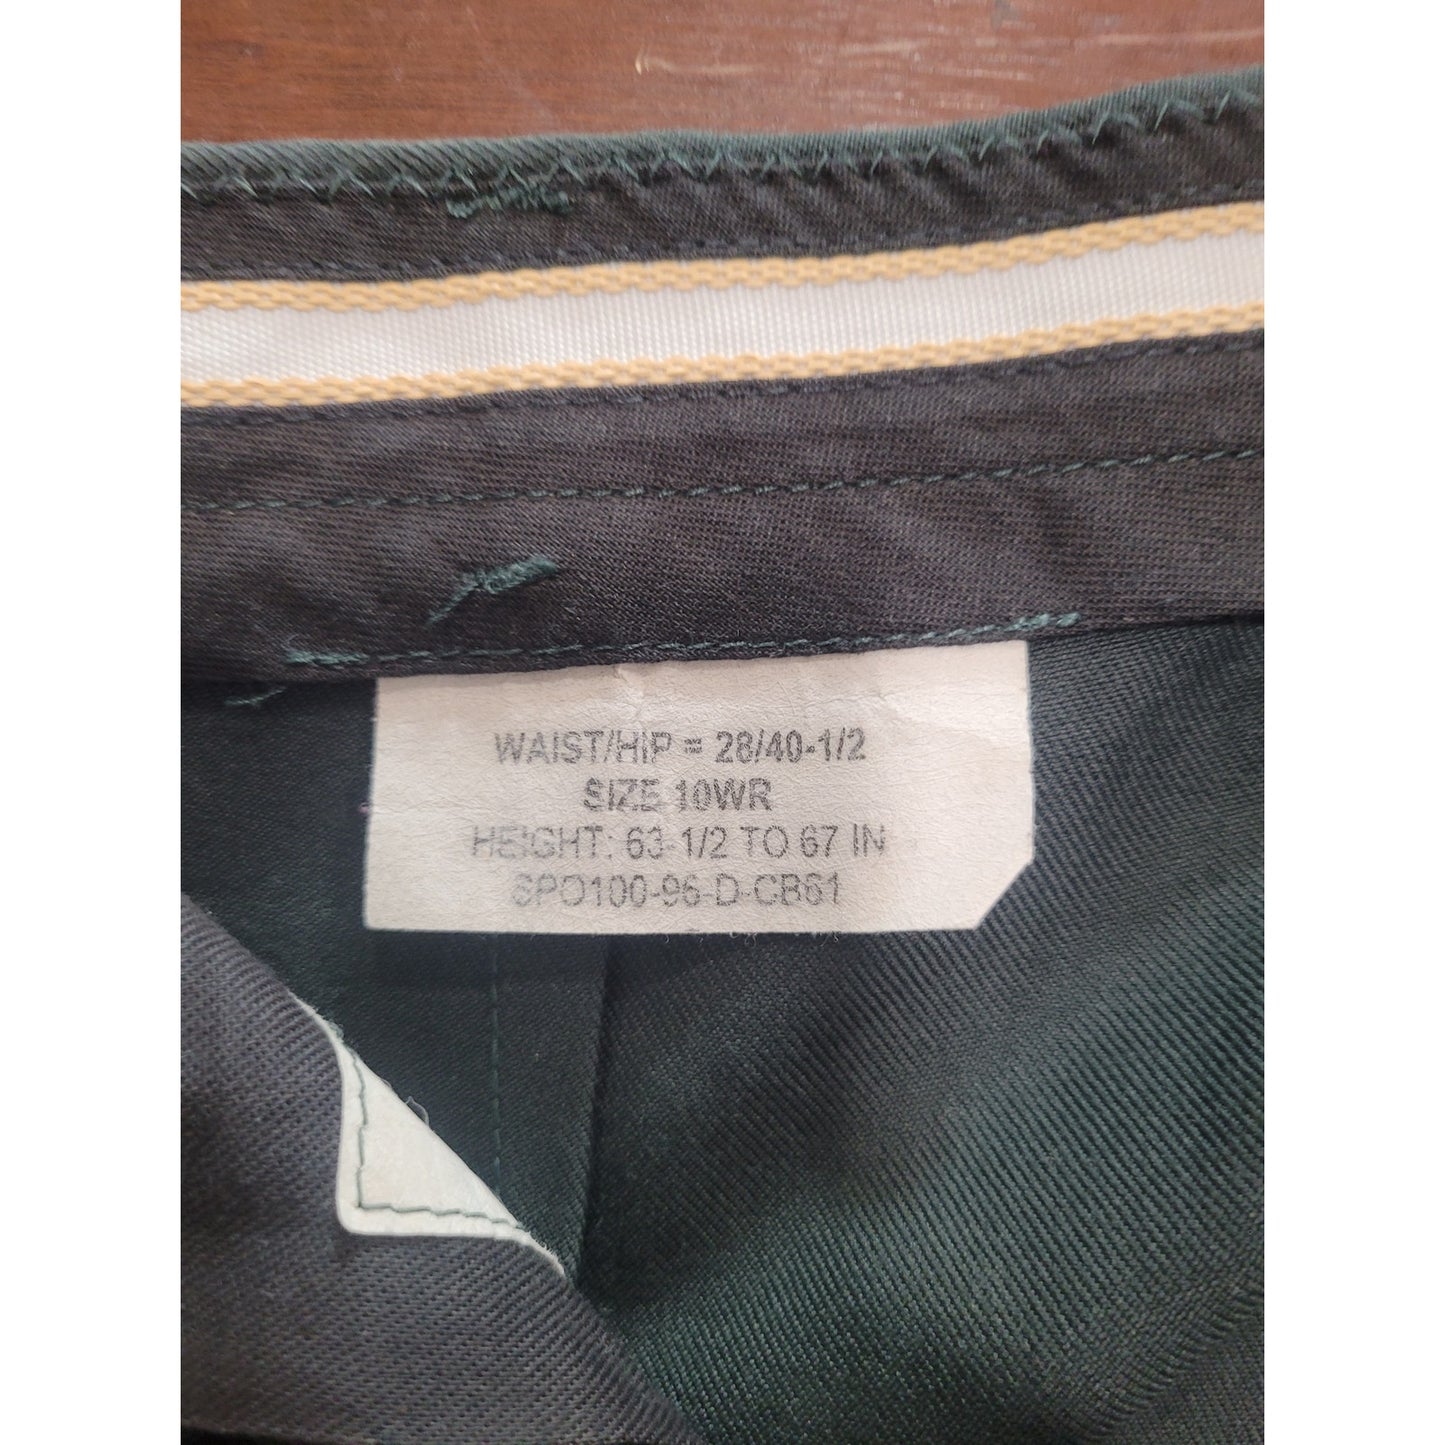 WAIST/HIP = 28/40-1/2
SIZE 10WR
HEIGHT: 63-1/2 TO 67 IN
SPO100-96-D-CB61